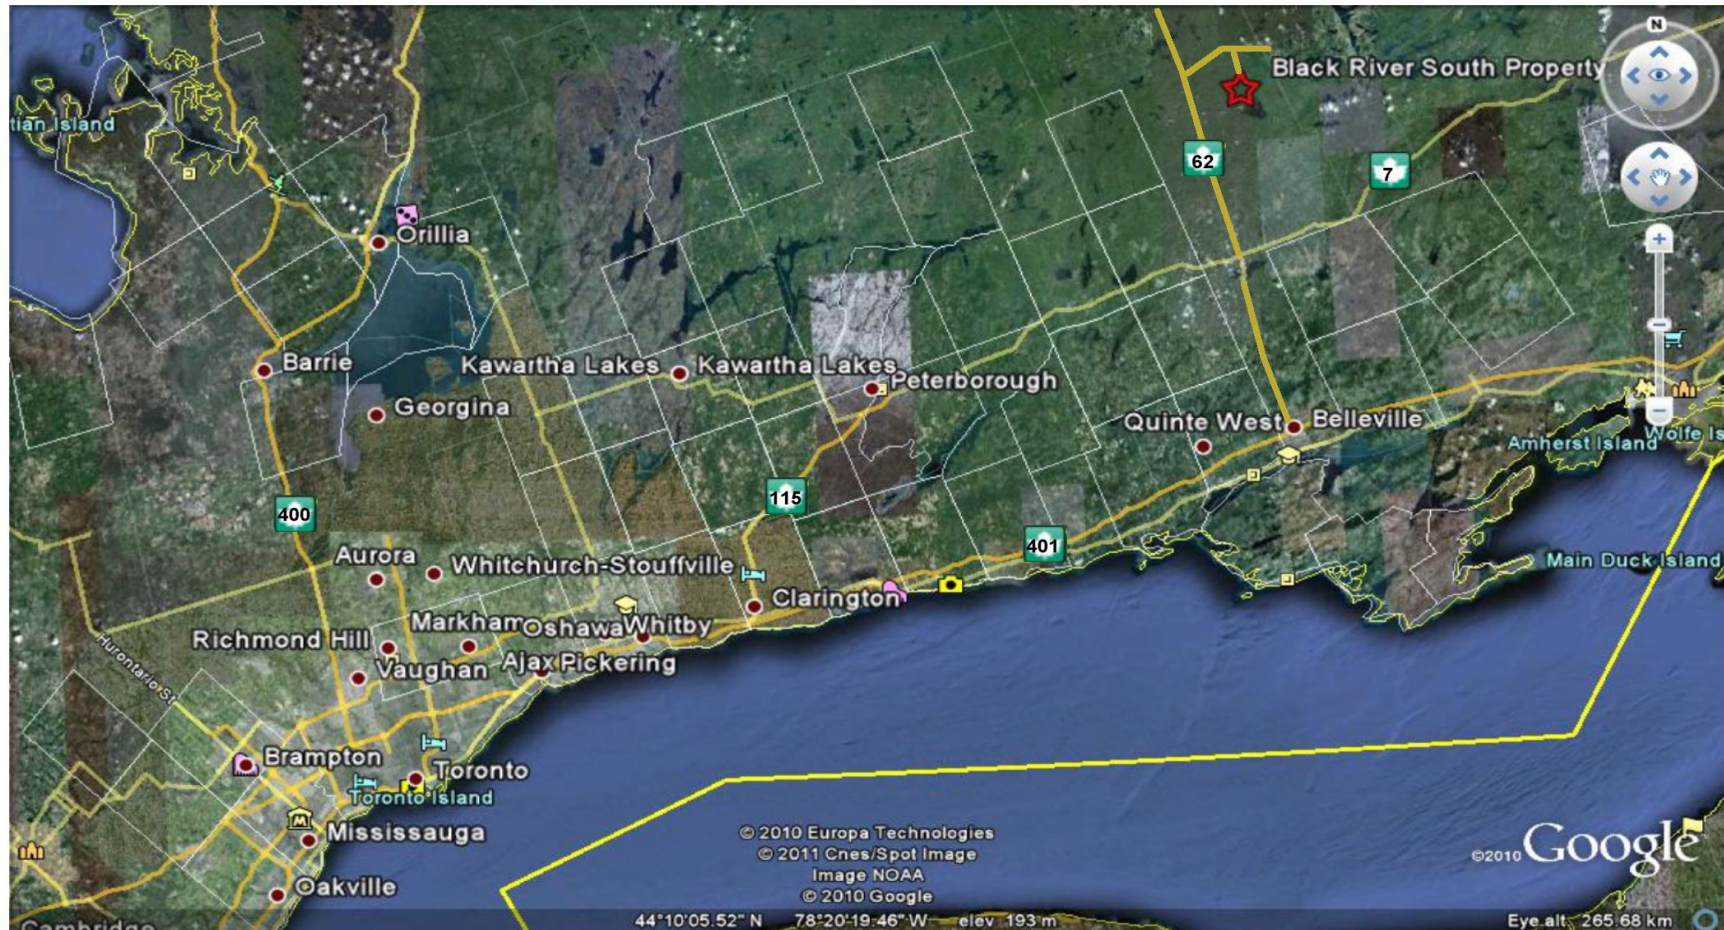 N
Black River South Property
tian Island
62
7
Orillia
Barrie
Kawartha Lakes
Kawartha Lakes
Peterborough
Georgina
Quinte West
Belleville
Amherst Island
Wolfe Is
115
400
401
Aurora
Whitchurch-Stouffville
Main Duck Island
Clarington
Markham
Oshawa
Whitby
Richmond Hill
Hurontario St
Vaughan
Ajax
Pickering
Brampton
Toronto
Toronto Island
Mississauga
© 2010 Europa Technologies
© 2011 Cnes/Spot Image
Image NOAA
© 2010 Google
©2010 Google
Oakville
Cambridge
44°10'05.52" N 78°20'19.46" W elev 193 m
Eye alt 265.68 km